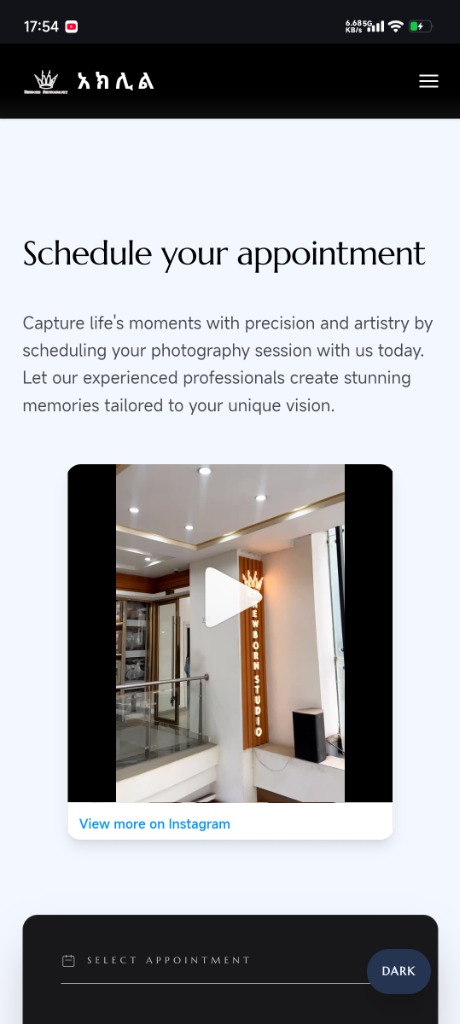 17:54
6.68 5G
KB/s
አክሊል
Schedule your appointment
Capture life's moments with precision and artistry by
scheduling your photography session with us today.
Let our experienced professionals create stunning
memories tailored to your unique vision.
NEWBORN STUDIO
View more on Instagram
SELECT APPOINTMENT
DARK